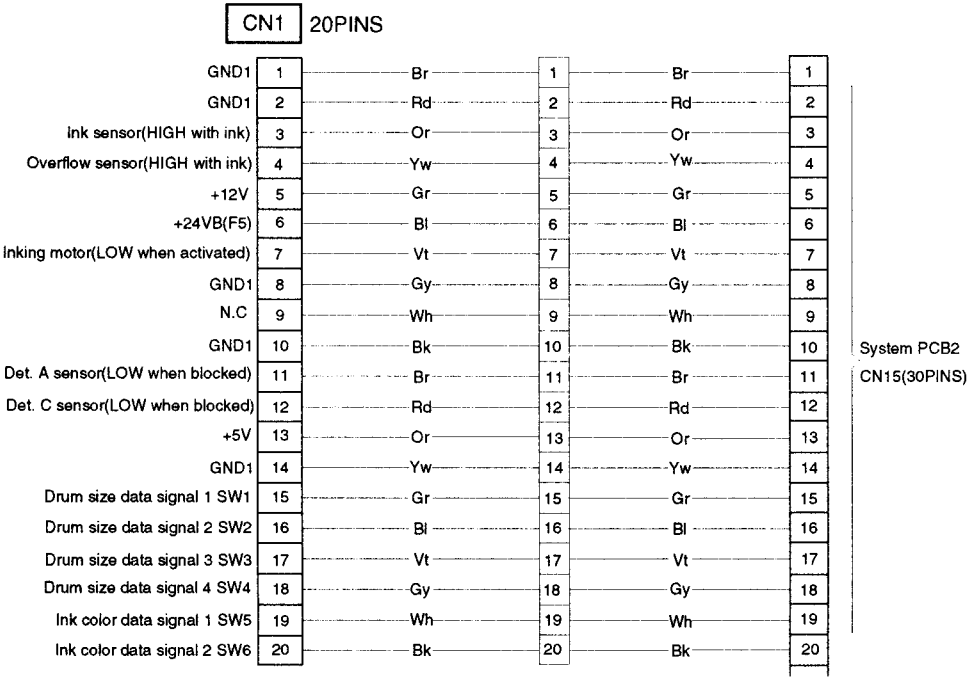 CN1 20PINS
GND1 1 Br 1 Br 1
GND1 2 Rd 2 Rd 2
Ink sensor(HIGH with ink) 3 Or 3 Or 3
Overflow sensor(HIGH with ink) 4 Yw 4 Yw 4
+12V 5 Gr 5 Gr 5
+24VB(F5) 6 Bl 6 Bl 6
Inking motor(LOW when activated) 7 Vt 7 Vt 7
GND1 8 Gy 8 Gy 8
N.C 9 Wh 9 Wh 9
GND1 10 Bk 10 Bk 10
System PCB2
Det. A sensor(LOW when blocked) 11 Br 11 Br 11
CN15(30PINS)
Det. C sensor(LOW when blocked) 12 Rd 12 Rd 12
+5V 13 Or 13 Or 13
GND1 14 Yw 14 Yw 14
Drum size data signal 1 SW1 15 Gr 15 Gr 15
Drum size data signal 2 SW2 16 Bl 16 Bl 16
Drum size data signal 3 SW3 17 Vt 17 Vt 17
Drum size data signal 4 SW4 18 Gy 18 Gy 18
Ink color data signal 1 SW5 19 Wh 19 Wh 19
Ink color data signal 2 SW6 20 Bk 20 Bk 20